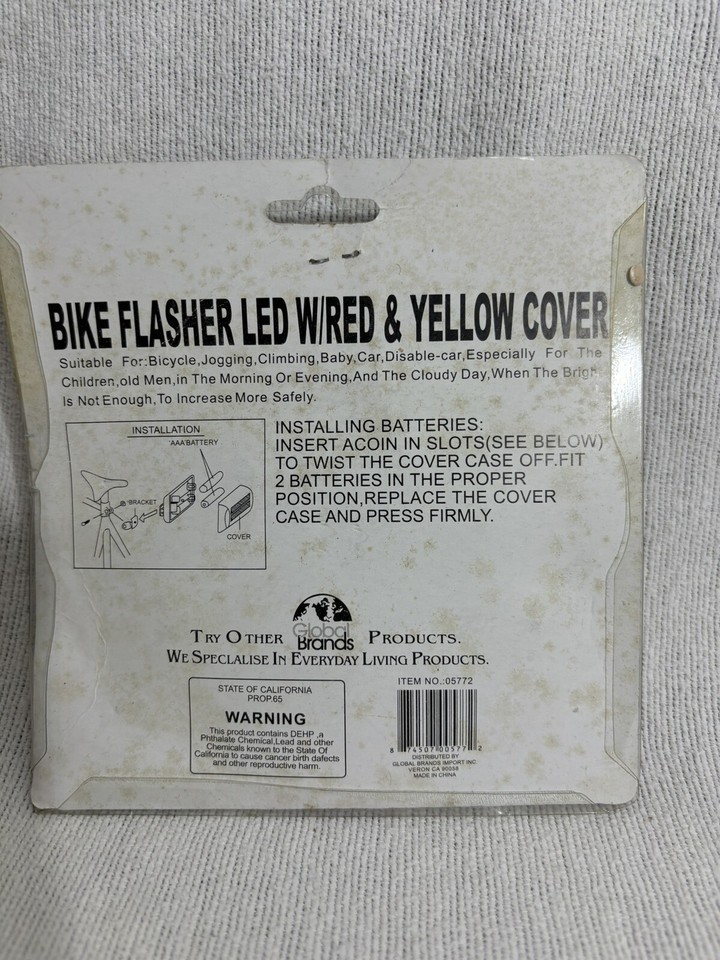 BIKE FLASHER LED W/RED & YELLOW COVER
Suitable For:Bicycle,Jogging,Climbing,Baby,Car,Disable-car,Especially For The
Children,old Men,in The Morning Or Evening,And The Cloudy Day,When The Brigh
Is Not Enough,To Increase More Safely.
INSTALLATION
'AAA'BATTERY
'BRACKET
COVER
INSTALLING BATTERIES:
INSERT ACOIN IN SLOTS(SEE BELOW)
TO TWIST THE COVER CASE OFF.FIT
2 BATTERIES IN THE PROPER
POSITION,REPLACE THE COVER
CASE AND PRESS FIRMLY.
TRY OTHER Global Brands PRODUCTS.
WE SPECLALISE IN EVERYDAY LIVING PRODUCTS.
STATE OF CALIFORNIA
PROP.65
WARNING
This product contains DEHP ,a
Phthalate Chemical,Lead and other
Chemicals known to the State Of
California to cause cancer birth dafects
and other reproductive harm.
ITEM NO.:05772
8 74507 00577 2
DISTRIBUTED BY
GLOBAL BRANDS IMPORT INC
VERON CA 90058
MADE IN CHINA